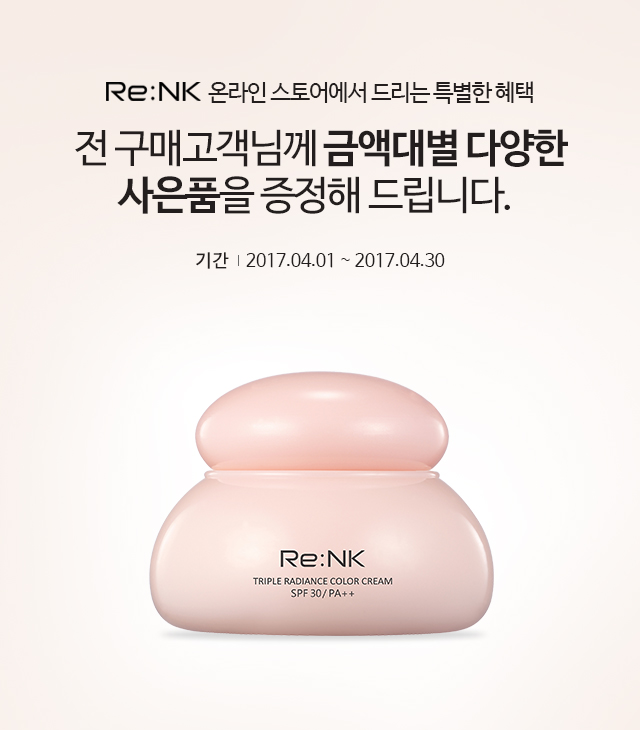 Re:NK 온라인 스토어에서 드리는 특별한 혜택
전 구매고객님께 금액대별 다양한
사은품을 증정해 드립니다.
기간 | 2017.04.01 ~ 2017.04.30
Re:NK
TRIPLE RADIANCE COLOR CREAM
SPF 30/ PA++